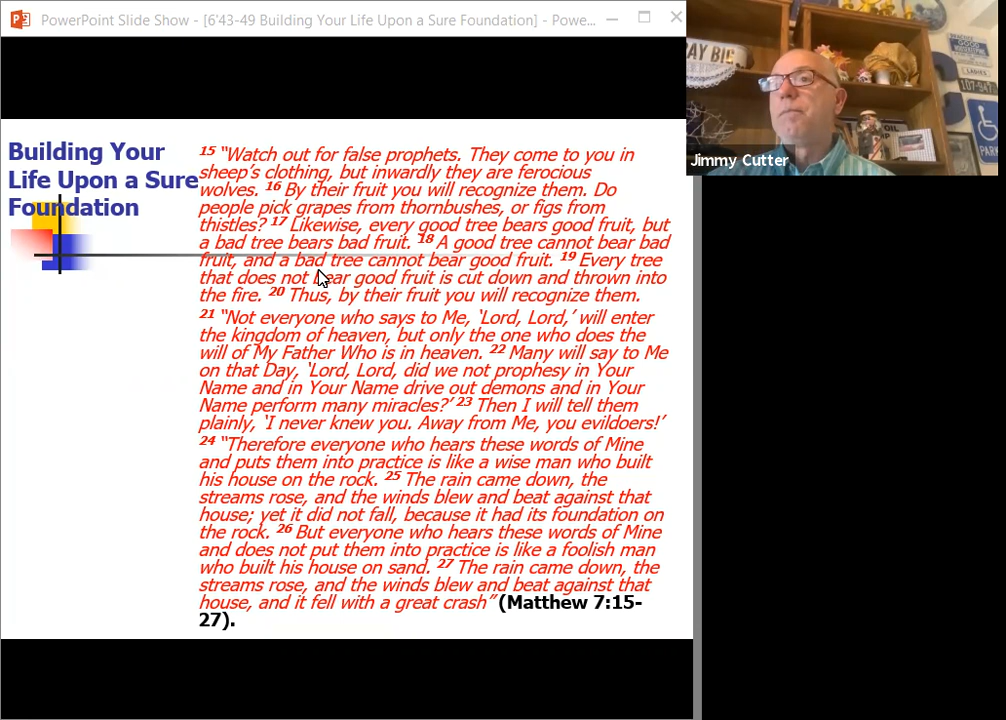 PowerPoint Slide Show - [6'43-49 Building Your Life Upon a Sure Foundation] - Powe...
Building Your
Life Upon a Sure
Foundation
15 “Watch out for false prophets. They come to you in
sheep’s clothing, but inwardly they are ferocious
wolves. 16 By their fruit you will recognize them. Do
people pick grapes from thornbushes, or figs from
thistles? 17 Likewise, every good tree bears good fruit, but
a bad tree bears bad fruit. 18 A good tree cannot bear bad
fruit, and a bad tree cannot bear good fruit. 19 Every tree
that does not bear good fruit is cut down and thrown into
the fire. 20 Thus, by their fruit you will recognize them.
21 “Not everyone who says to Me, ‘Lord, Lord,’ will enter
the kingdom of heaven, but only the one who does the
will of My Father Who is in heaven. 22 Many will say to Me
on that Day, ‘Lord, Lord, did we not prophesy in Your
Name and in Your Name drive out demons and in Your
Name perform many miracles?’ 23 Then I will tell them
plainly, ‘I never knew you. Away from Me, you evildoers!’
24 “Therefore everyone who hears these words of Mine
and puts them into practice is like a wise man who built
his house on the rock. 25 The rain came down, the
streams rose, and the winds blew and beat against that
house; yet it did not fall, because it had its foundation on
the rock. 26 But everyone who hears these words of Mine
and does not put them into practice is like a foolish man
who built his house on sand. 27 The rain came down, the
streams rose, and the winds blew and beat against that
house, and it fell with a great crash” (Matthew 7:15-
27).
LADIES
107-947
PARK
Jimmy Cutter